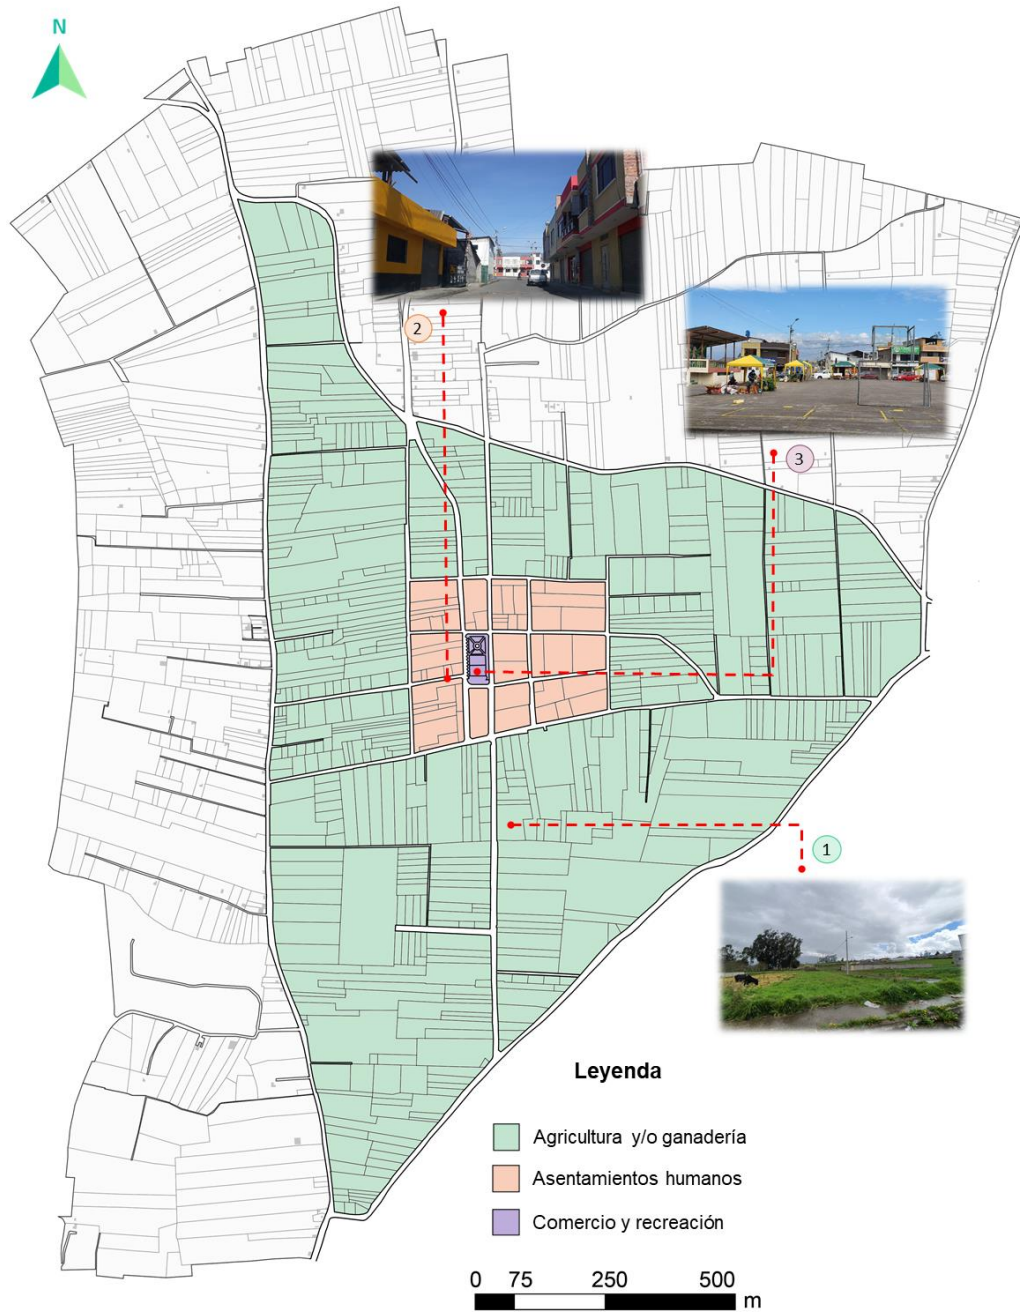 N
2
3
1
Leyenda
Agricultura y/o ganadería
Asentamientos humanos
Comercio y recreación
0 75 250 500
m